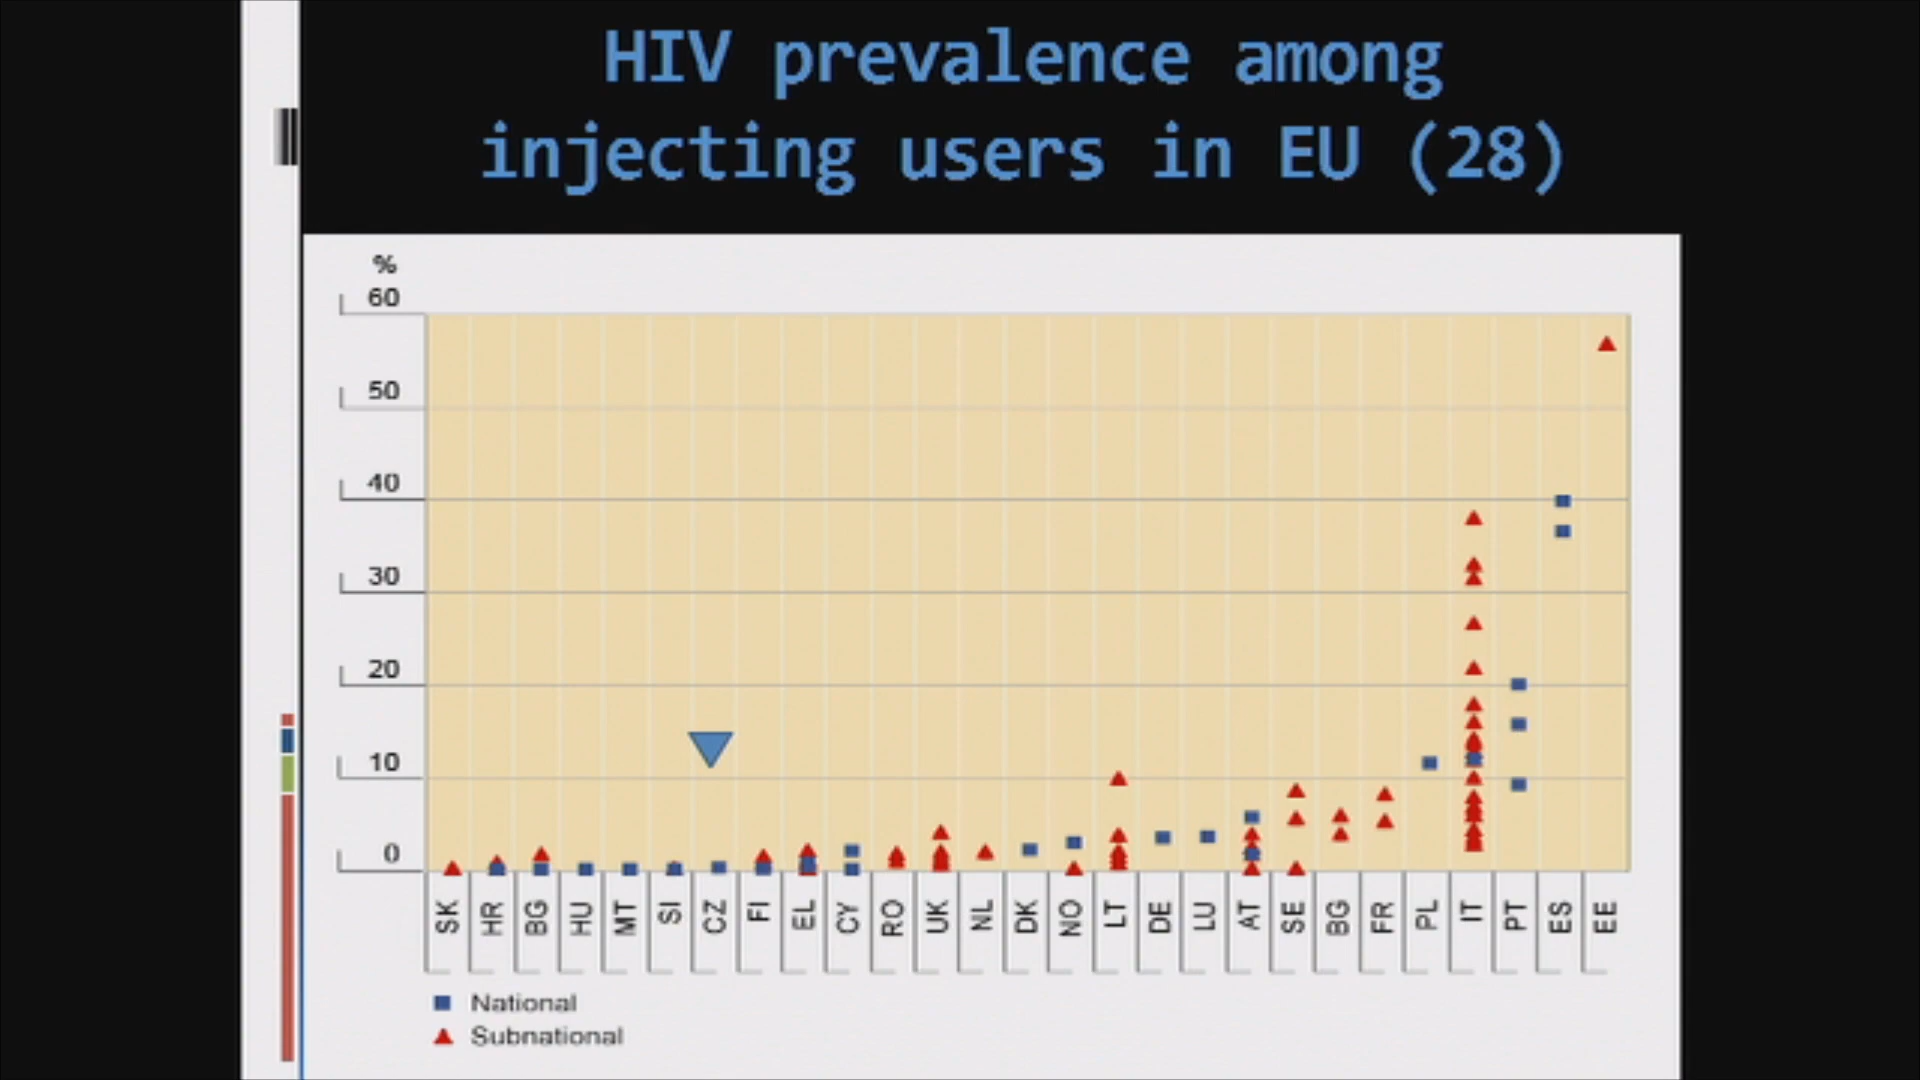 HIV prevalence among
injecting users in EU (28)
%
60
50
40
30
20
10
0
SK HR BG HU MT SI CZ FI EL CY RO UK NL DK NO LT DE LU AT SE BG FR PL IT PT ES EE
National
Subnational